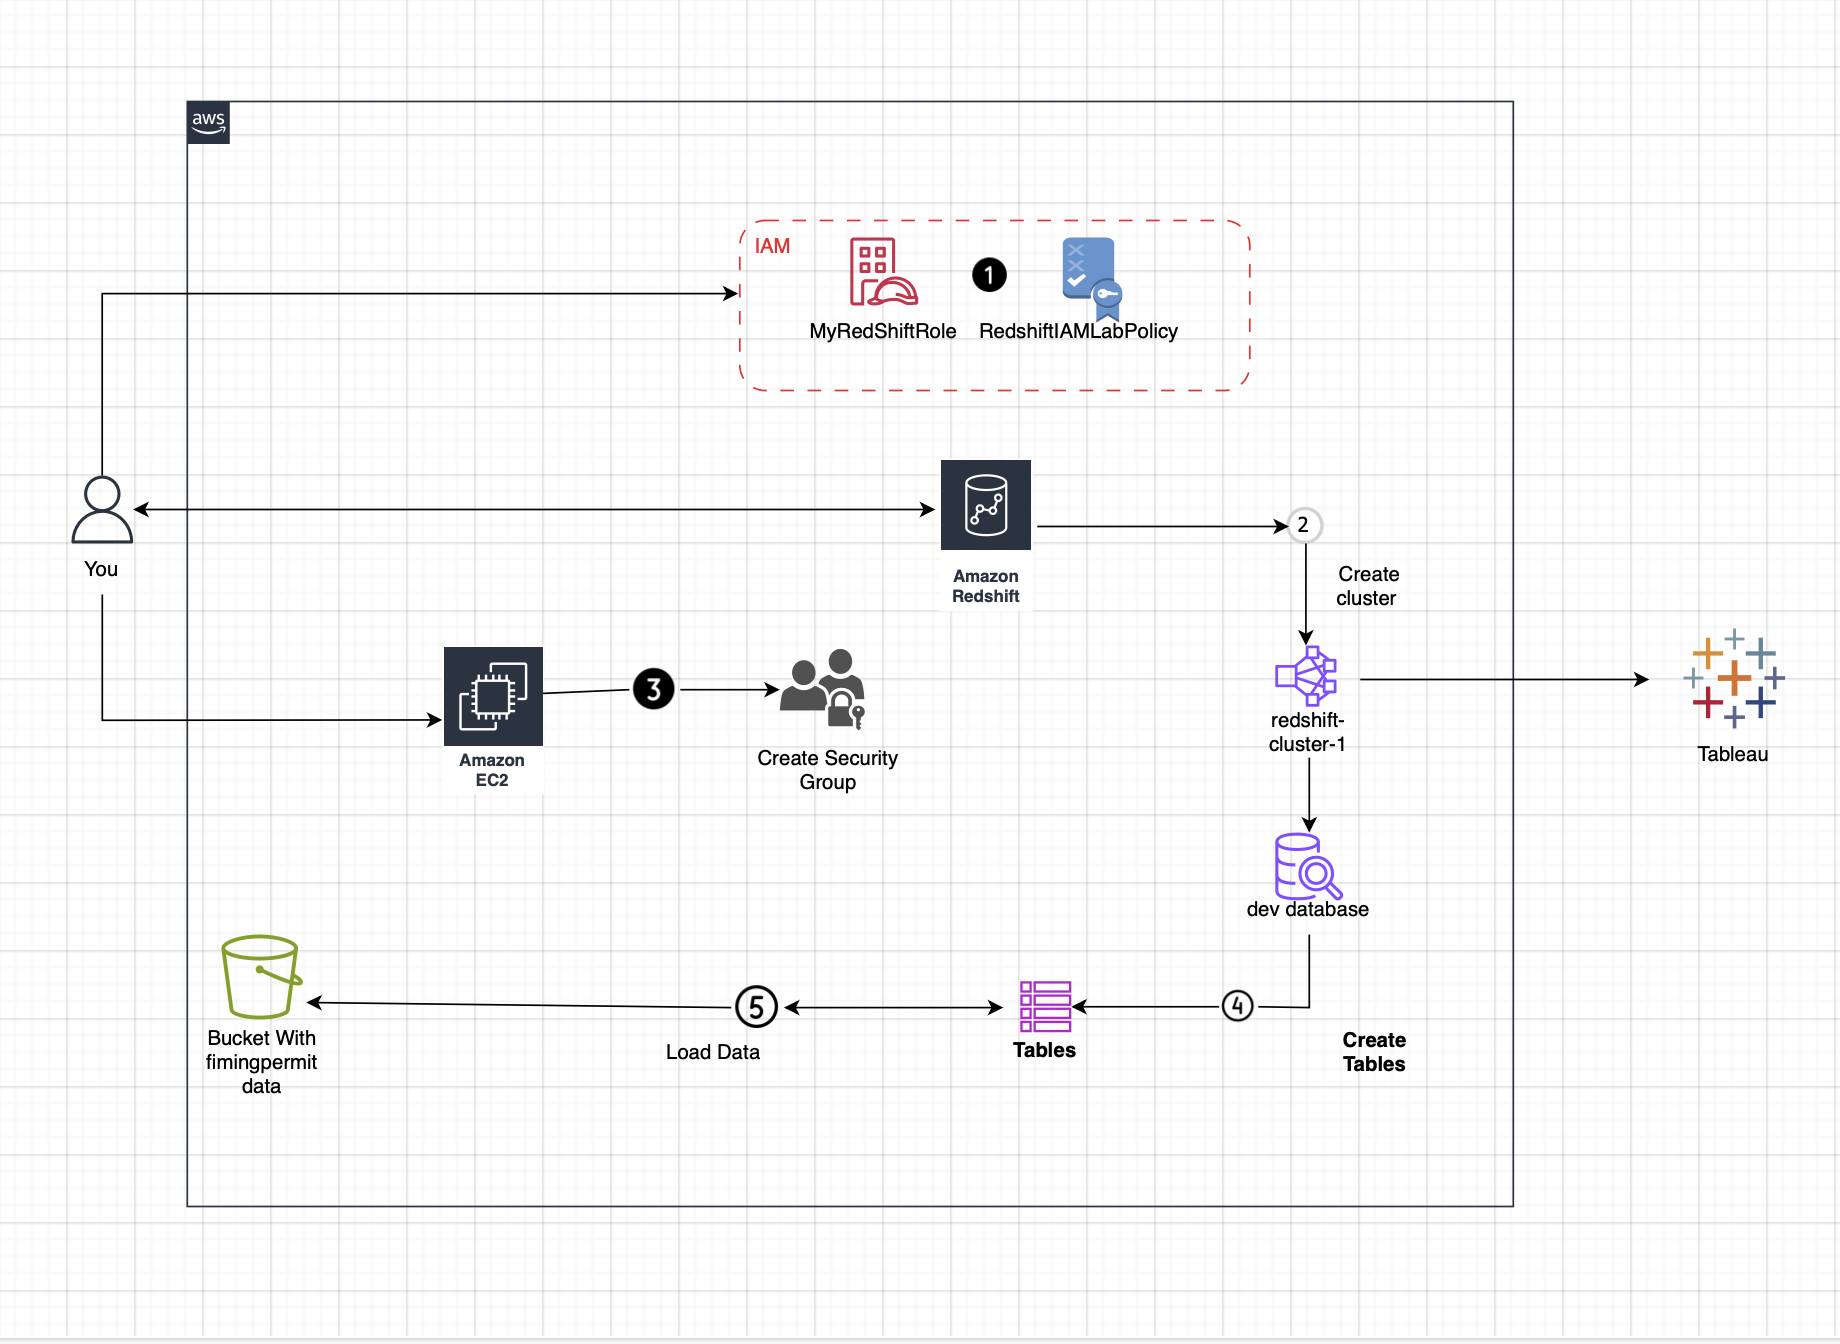 aws
IAM
1
MyRedShiftRole
RedshiftIAMLabPolicy
You
Amazon
Redshift
2
Create
cluster
Amazon
EC2
3
Create Security
Group
redshift-
cluster-1
Tableau
dev database
Bucket With
fimingpermit
data
5
Load Data
Tables
4
Create
Tables